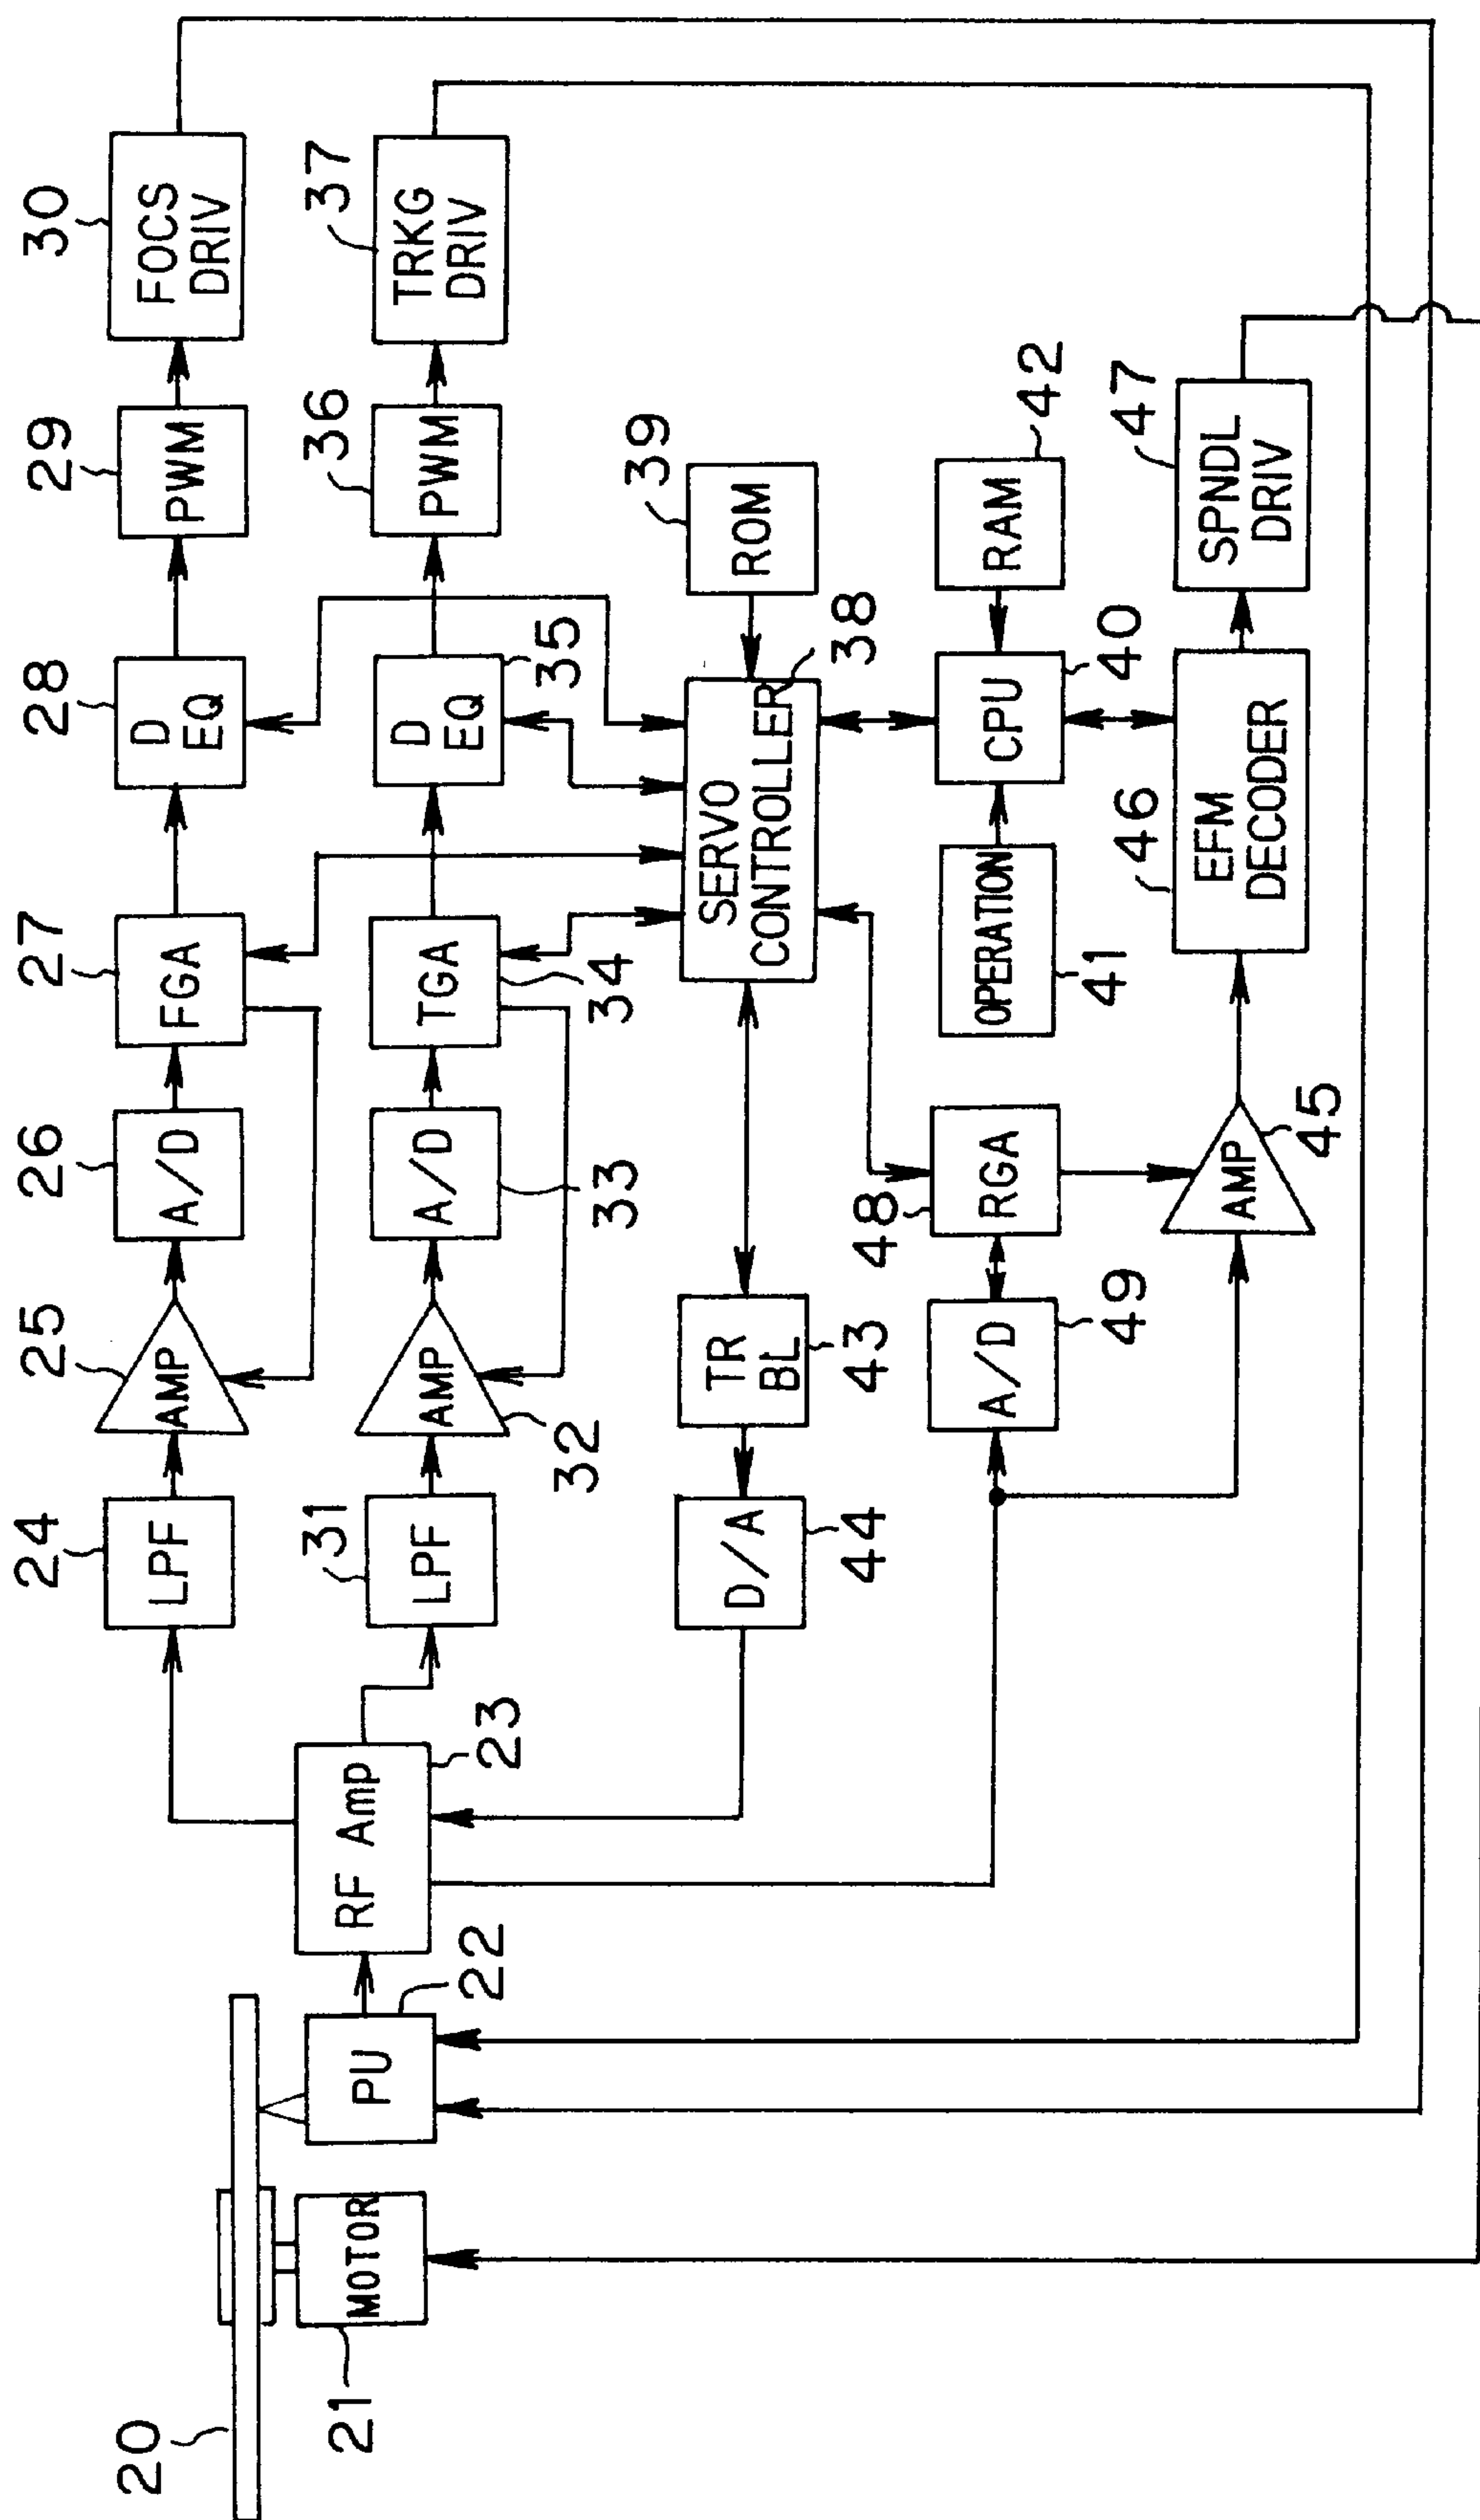 20
21
MOTOR
PU
22
RF Amp
23
24
LPF
25
AMP
26
A/D
27
FGA
28
D
EQ
29
PWM
30
FOCS
DRIV
31
LPF
32
AMP
33
A/D
34
TGA
35
D
EQ
36
PWM
37
TRKG
DRIV
D/A
44
TR
BL
43
SERVO
CONTROLLER
38
ROM
39
A/D
49
RGA
48
OPERATION
41
CPU
40
RAM
42
AMP
45
EFM
DECODER
46
SPNDL
DRIV
47